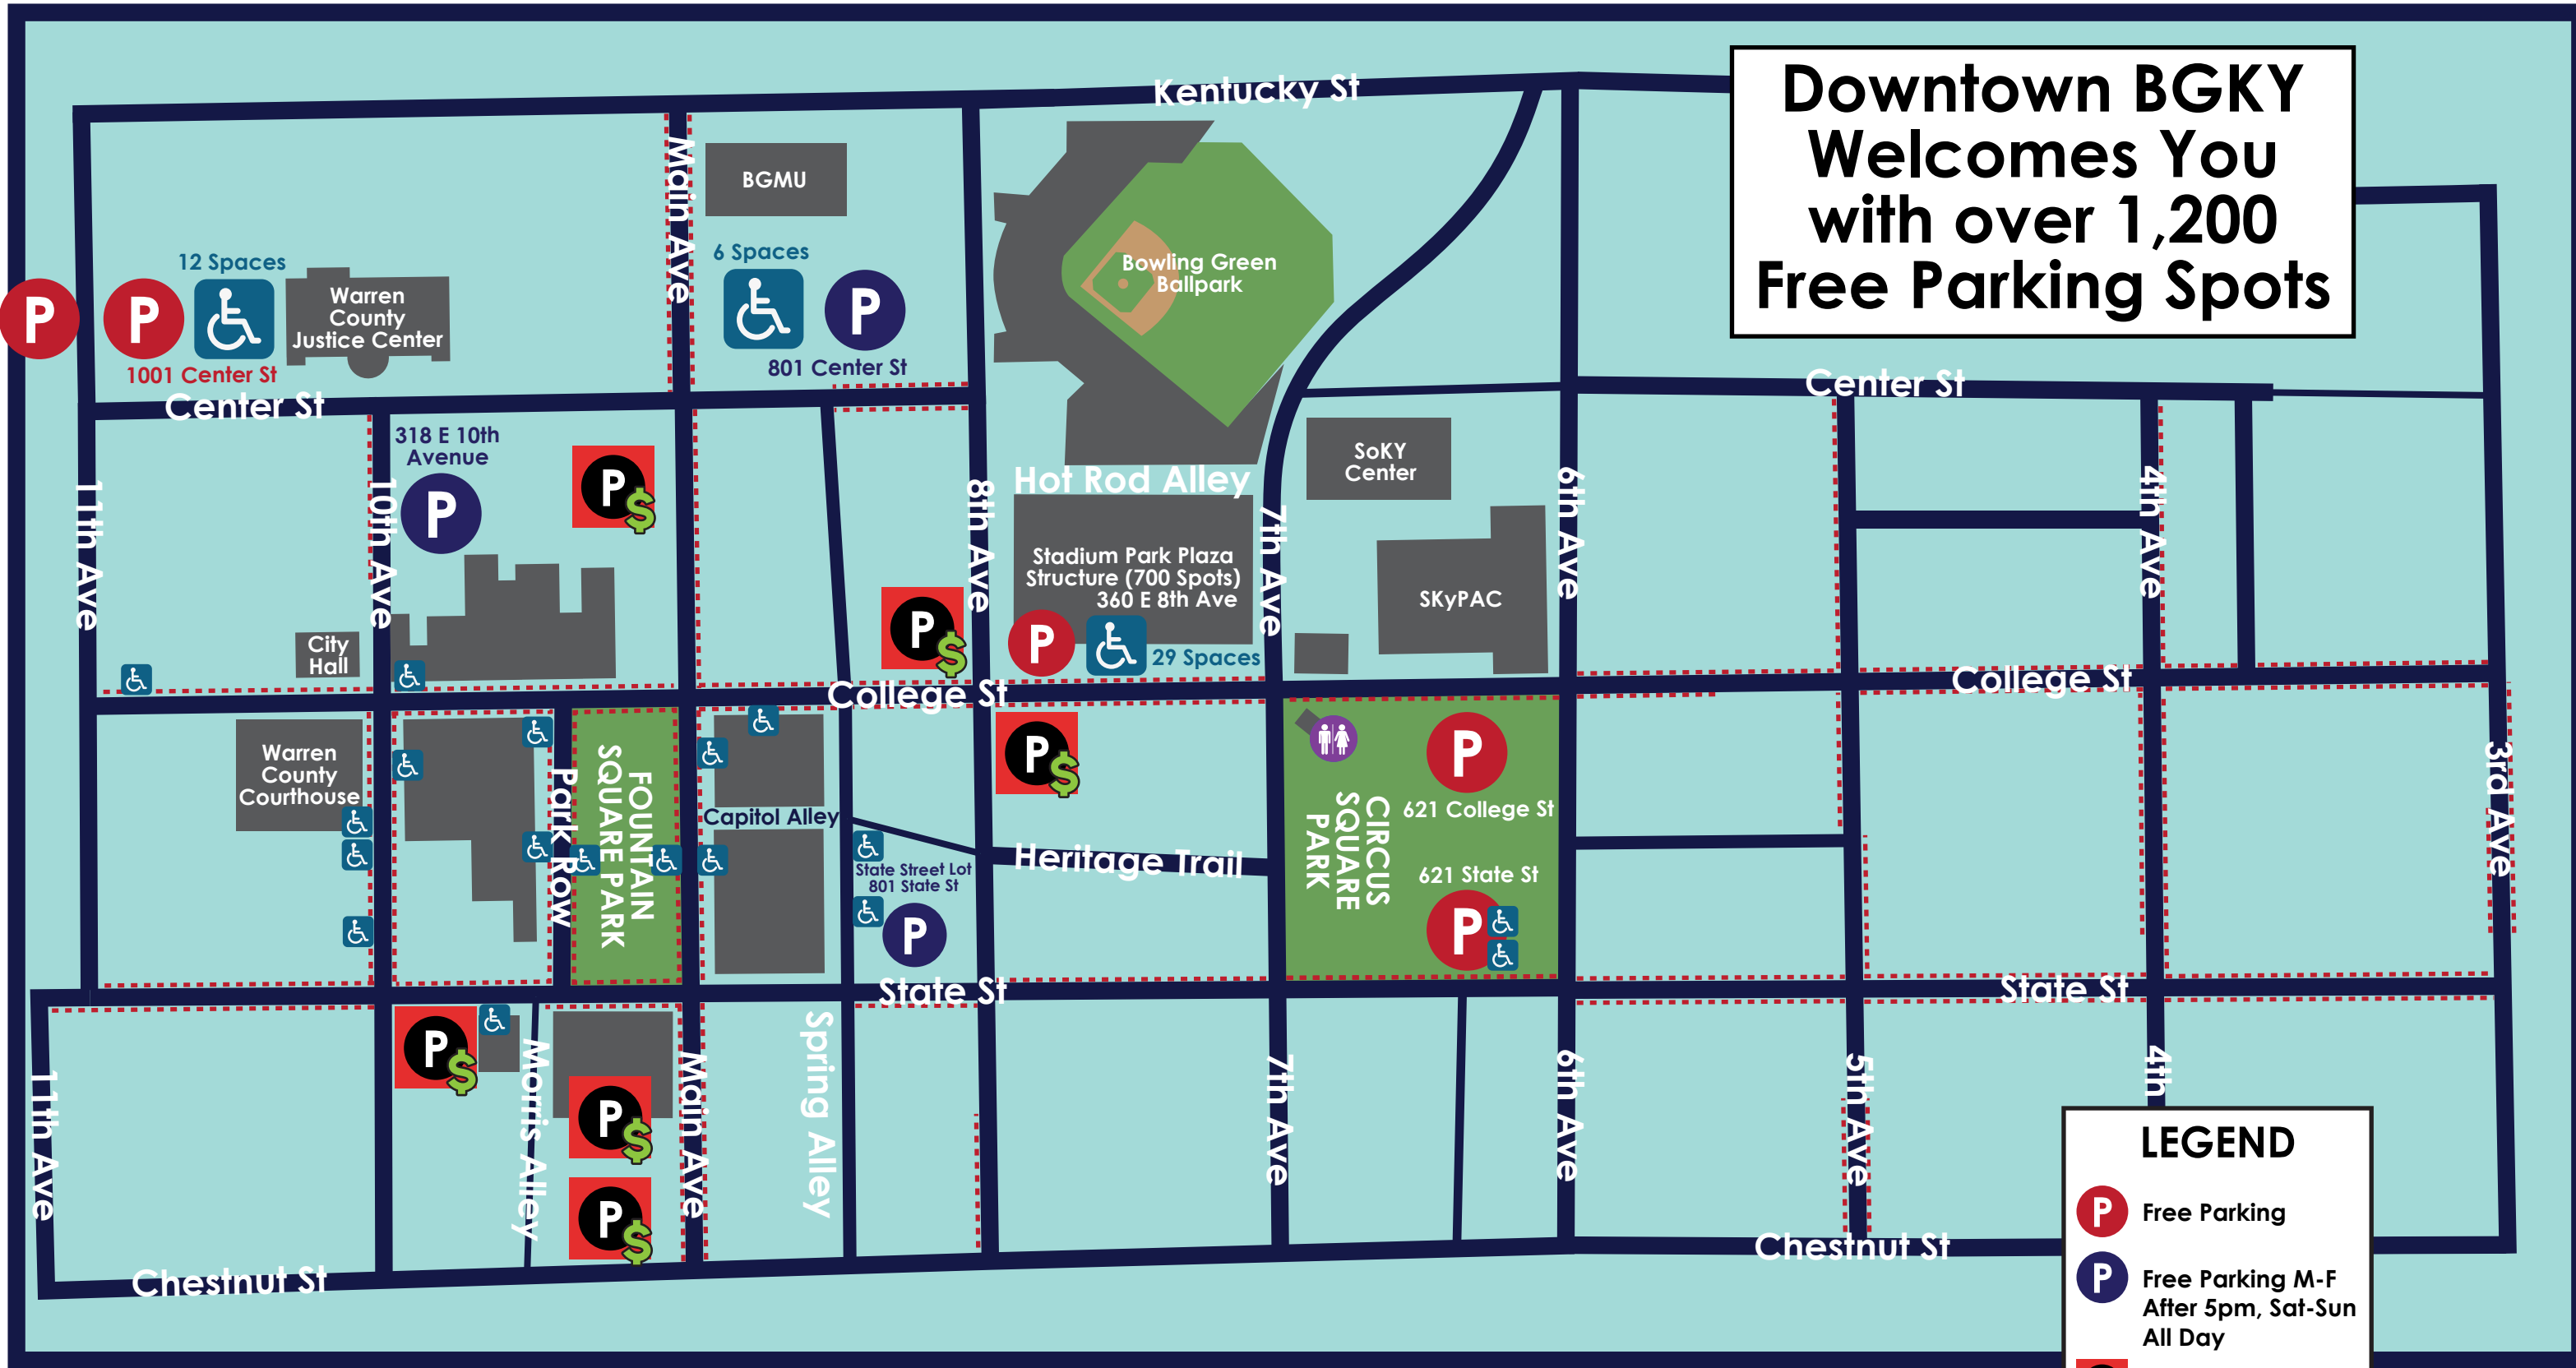 Downtown BGKY
Welcomes You
with over 1,200
Free Parking Spots
Kentucky St
Main Ave
BGMU
6 Spaces
P
801 Center St
12 Spaces
P
P
Warren
County
Justice Center
1001 Center St
Bowling Green
Ballpark
Center St
Center St
318 E 10th
Avenue
P
P$
SoKY
Center
Hot Rod Alley
11th Ave
10th Ave
8th Ave
7th Ave
6th Ave
4th Ave
Stadium Park Plaza
Structure (700 Spots)
360 E 8th Ave
P
29 Spaces
SKyPAC
P$
City
Hall
College St
College St
Warren
County
Courthouse
Park Row
FOUNTAIN
SQUARE PARK
Capitol Alley
P$
Heritage Trail
State Street Lot
801 State St
P
CIRCUS
SQUARE
PARK
P
621 College St
621 State St
P
3rd Ave
State St
State St
P$
Morris Alley
P$
P$
Main Ave
Spring Alley
11th Ave
7th Ave
6th Ave
5th Ave
4th
Chestnut St
Chestnut St
LEGEND
P Free Parking
P Free Parking M-F
After 5pm, Sat-Sun
All Day